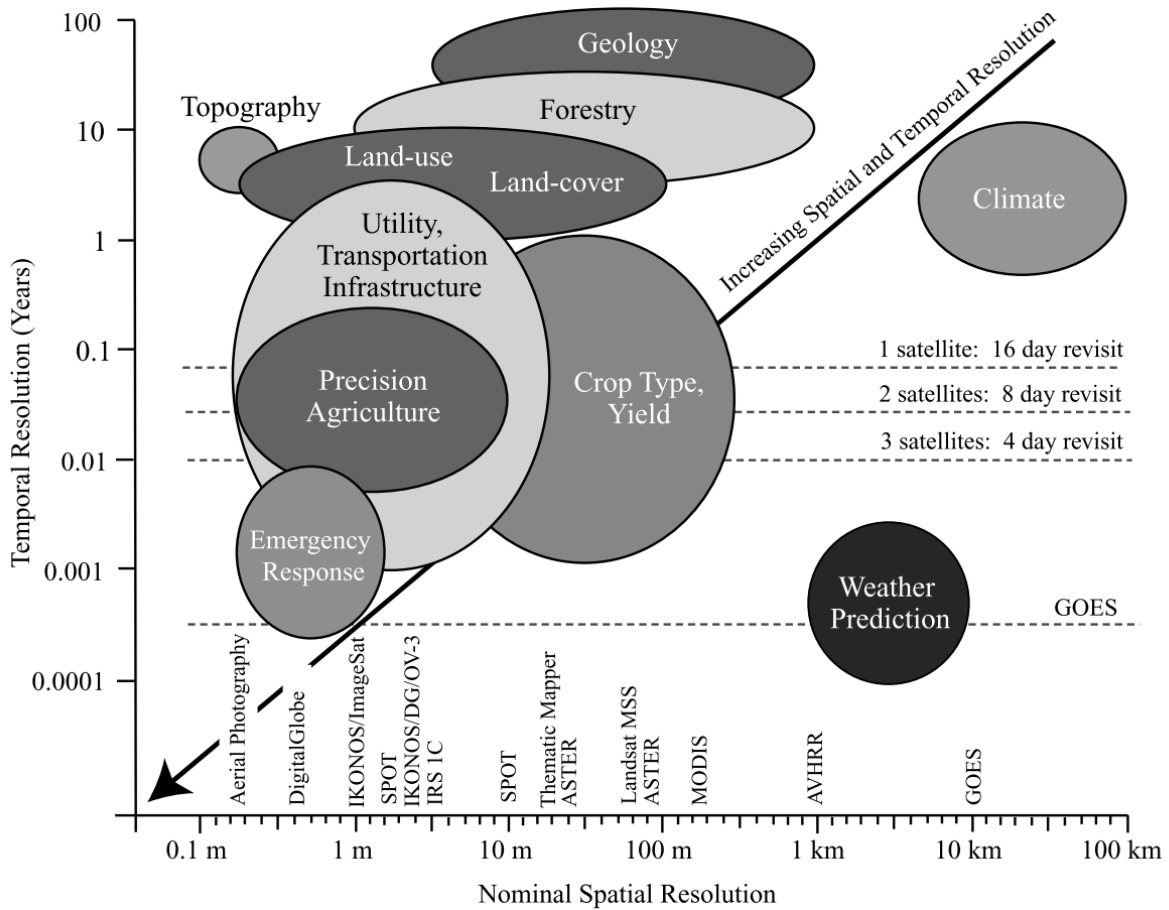 100
10
1
0.1
0.01
0.001
0.0001
Temporal Resolution (Years)
Geology
Topography
Forestry
Land-use
Land-cover
Utility,
Transportation
Infrastructure
Increasing Spatial and Temporal Resolution
Climate
1 satellite: 16 day revisit
2 satellites: 8 day revisit
3 satellites: 4 day revisit
Precision
Agriculture
Crop Type,
Yield
Emergency
Response
Weather
Prediction
GOES
Aerial Photography
DigitalGlobe
IKONOS/ImageSat
SPOT
IKONOS/DG/OV-3
IRS 1C
SPOT
Thematic Mapper
ASTER
Landsat MSS
ASTER
MODIS
AVHRR
GOES
0.1 m
1 m
10 m
100 m
1 km
10 km
100 km
Nominal Spatial Resolution